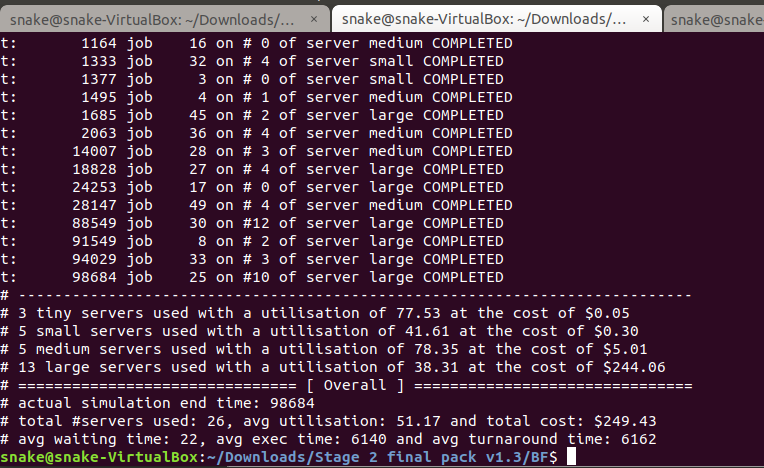 snake@snake-VirtualBox: ~/Downloads/... × snake@snake-VirtualBox: ~/Downloads/... × snake@snake
t: 1164 job 16 on # 0 of server medium COMPLETED
t: 1333 job 32 on # 4 of server small COMPLETED
t: 1377 job 3 on # 0 of server small COMPLETED
t: 1495 job 4 on # 1 of server medium COMPLETED
t: 1685 job 45 on # 2 of server large COMPLETED
t: 2063 job 36 on # 4 of server medium COMPLETED
t: 14007 job 28 on # 3 of server medium COMPLETED
t: 18828 job 27 on # 4 of server large COMPLETED
t: 24253 job 17 on # 0 of server large COMPLETED
t: 28147 job 49 on # 4 of server medium COMPLETED
t: 88549 job 30 on #12 of server large COMPLETED
t: 91549 job 8 on # 2 of server large COMPLETED
t: 94029 job 33 on # 3 of server large COMPLETED
t: 98684 job 25 on #10 of server large COMPLETED
# ---------------------------------------------------------------------------
# 3 tiny servers used with a utilisation of 77.53 at the cost of $0.05
# 5 small servers used with a utilisation of 41.61 at the cost of $0.30
# 5 medium servers used with a utilisation of 78.35 at the cost of $5.01
# 13 large servers used with a utilisation of 38.31 at the cost of $244.06
# =============================== [ Overall ] ===============================
# actual simulation end time: 98684
# total #servers used: 26, avg utilisation: 51.17 and total cost: $249.43
# avg waiting time: 22, avg exec time: 6140 and avg turnaround time: 6162
snake@snake-VirtualBox:~/Downloads/Stage 2 final pack v1.3/BF$